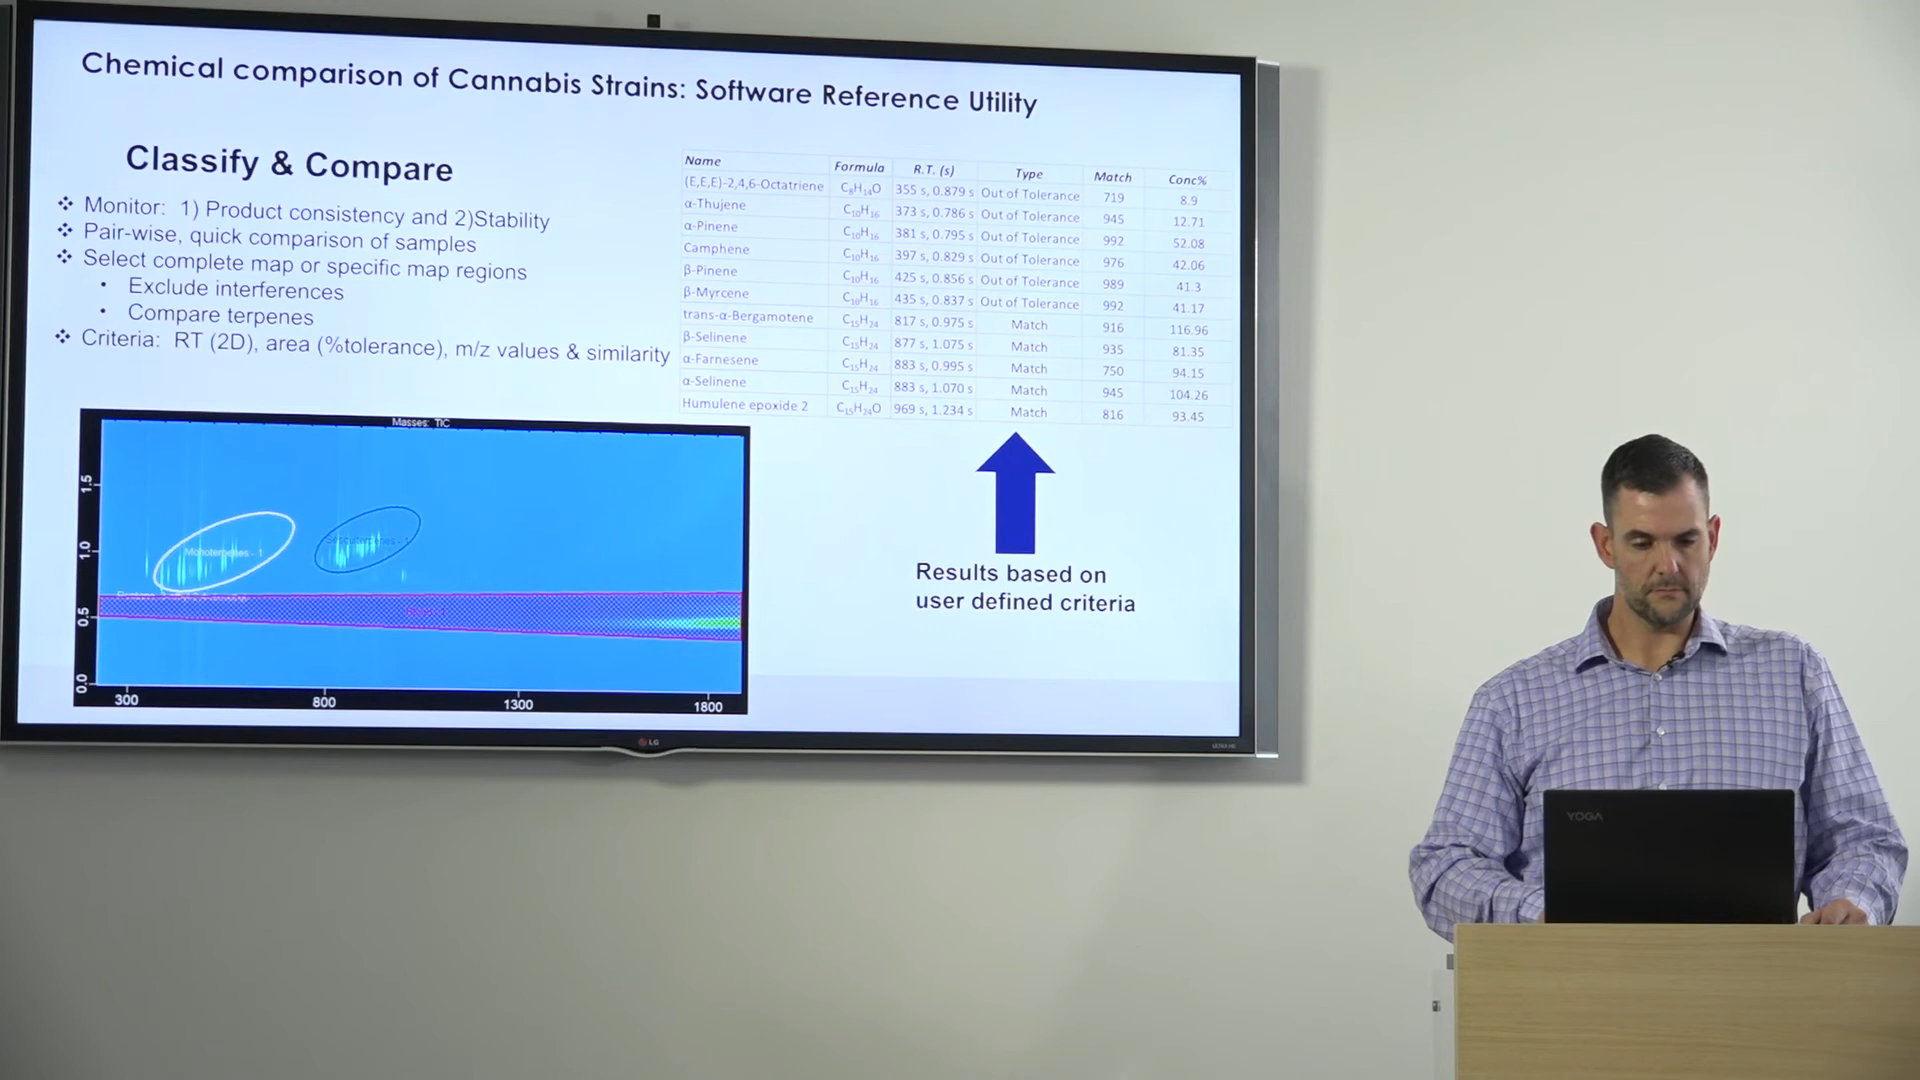 Chemical comparison of Cannabis Strains: Software Reference Utility
Classify & Compare
❖ Monitor: 1) Product consistency and 2)Stability
❖ Pair-wise, quick comparison of samples
❖ Select complete map or specific map regions
• Exclude interferences
• Compare terpenes
❖ Criteria: RT (2D), area (%tolerance), m/z values & similarity
Name Formula R.T. (s) Type Match Conc%
(E,E,E)-2,4,6-Octatriene C₈H₁₄O 355 s, 0.879 s Out of Tolerance 719 8.9
α-Thujene C₁₀H₁₆ 373 s, 0.786 s Out of Tolerance 945 12.71
α-Pinene C₁₀H₁₆ 381 s, 0.795 s Out of Tolerance 992 52.08
Camphene C₁₀H₁₆ 397 s, 0.829 s Out of Tolerance 976 42.06
β-Pinene C₁₀H₁₆ 425 s, 0.856 s Out of Tolerance 989 41.3
β-Myrcene C₁₀H₁₆ 435 s, 0.837 s Out of Tolerance 992 41.17
trans-α-Bergamotene C₁₅H₂₄ 817 s, 0.975 s Match 916 116.96
β-Selinene C₁₅H₂₄ 877 s, 1.075 s Match 935 81.35
α-Farnesene C₁₅H₂₄ 883 s, 0.995 s Match 750 94.15
α-Selinene C₁₅H₂₄ 883 s, 1.070 s Match 945 104.26
Humulene epoxide 2 C₁₅H₂₄O 969 s, 1.234 s Match 816 93.45
Results based on
user defined criteria
Masses: TIC
1.5
1.0
0.5
0.0
Monoterpenes - 1
Sesquiterpenes - 1
300 800 1300 1800
LG
ULTRA HD
YOGA